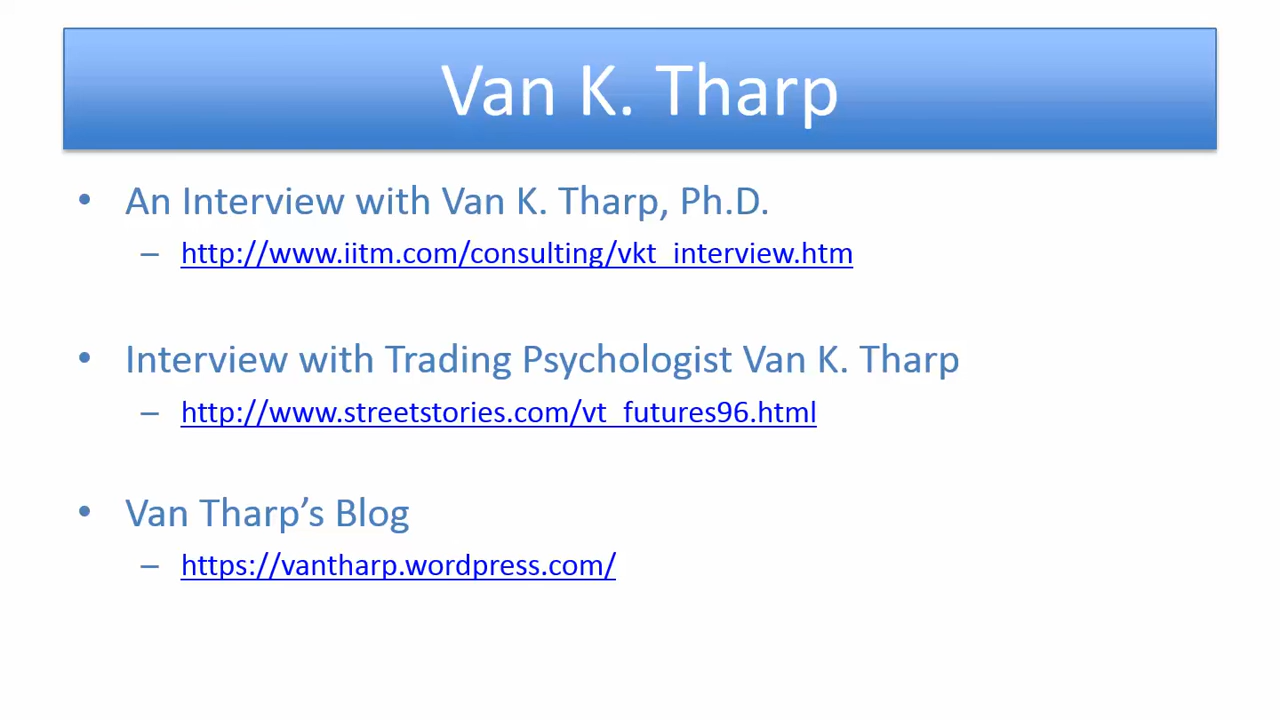 Van K. Tharp
• An Interview with Van K. Tharp, Ph.D.
– http://www.iitm.com/consulting/vkt_interview.htm
• Interview with Trading Psychologist Van K. Tharp
– http://www.streetstories.com/vt_futures96.html
• Van Tharp’s Blog
– https://vantharp.wordpress.com/